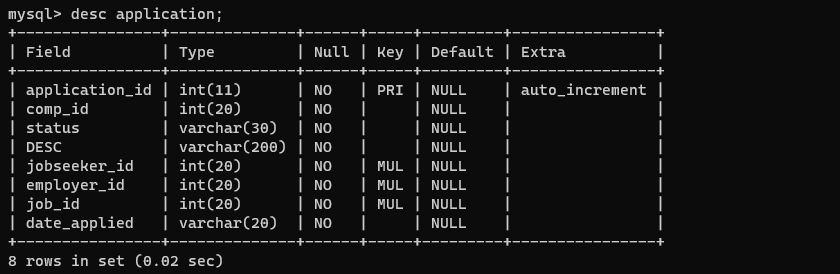 mysql> desc application;
+----------------+--------------+------+-----+---------+----------------+
| Field          | Type         | Null | Key | Default | Extra          |
+----------------+--------------+------+-----+---------+----------------+
| application_id | int(11)      | NO   | PRI | NULL    | auto_increment |
| comp_id        | int(20)      | NO   |     | NULL    |                |
| status         | varchar(30)  | NO   |     | NULL    |                |
| DESC           | varchar(200) | NO   |     | NULL    |                |
| jobseeker_id   | int(20)      | NO   | MUL | NULL    |                |
| employer_id    | int(20)      | NO   | MUL | NULL    |                |
| job_id         | int(20)      | NO   | MUL | NULL    |                |
| date_applied   | varchar(20)  | NO   |     | NULL    |                |
+----------------+--------------+------+-----+---------+----------------+
8 rows in set (0.02 sec)